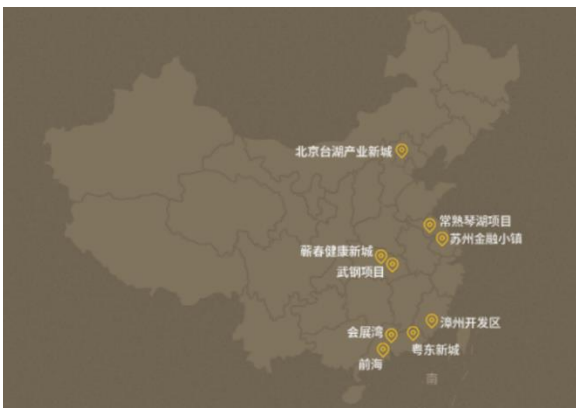 北京台湖产业新城
常熟琴湖项目
苏州金融小镇
蕲春健康新城
武钢项目
漳州开发区
会展湾
粤东新城
前海
南